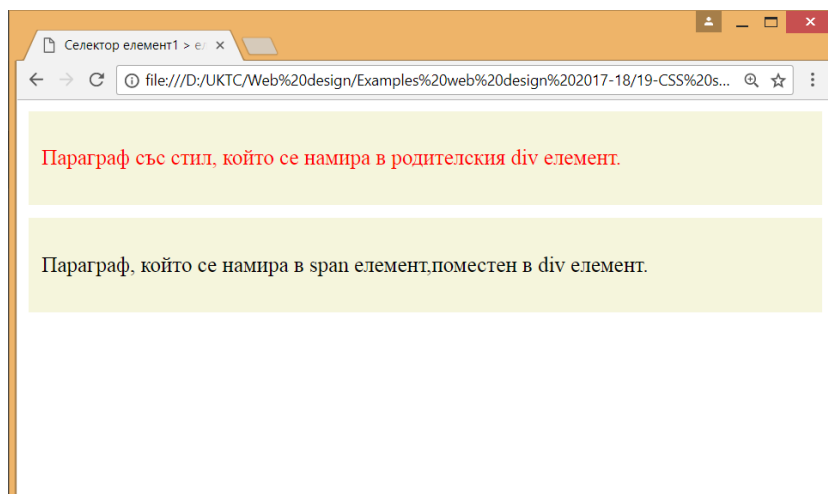 Селектор елемент1 > ел
file:///D:/UKTC/Web%20design/Examples%20web%20design%202017-18/19-CSS%20s...
Параграф със стил, който се намира в родителския div елемент.
Параграф, който се намира в span елемент,поместен в div елемент.